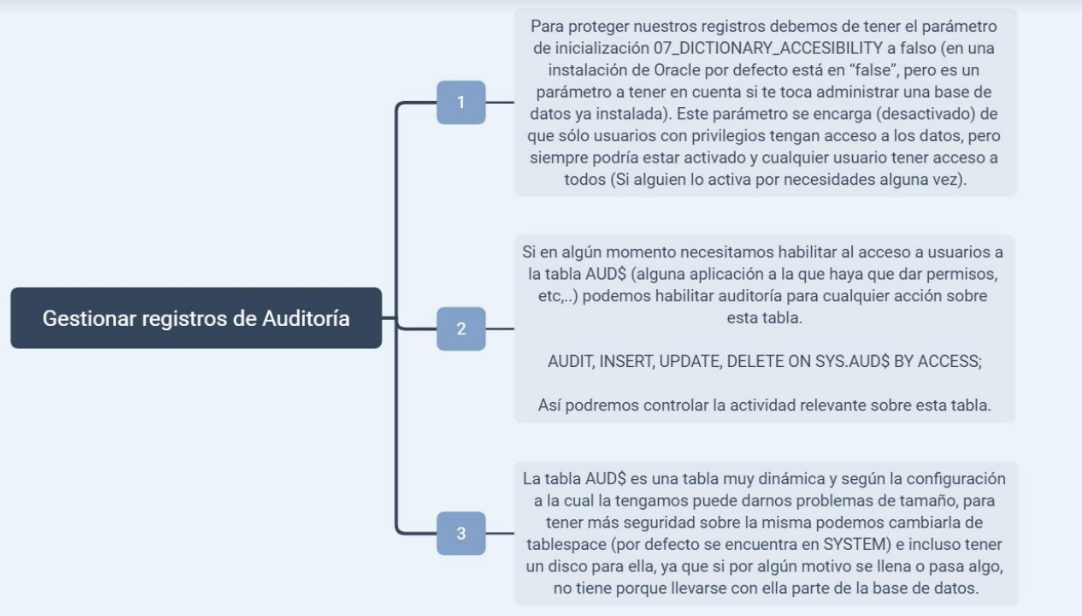 Para proteger nuestros registros debemos de tener el parámetro
de inicialización 07_DICTIONARY_ACCESIBILITY a falso (en una
instalación de Oracle por defecto está en “false”, pero es un
parámetro a tener en cuenta si te toca administrar una base de
datos ya instalada). Este parámetro se encarga (desactivado) de
que sólo usuarios con privilegios tengan acceso a los datos, pero
siempre podría estar activado y cualquier usuario tener acceso a
todos (Si alguien lo activa por necesidades alguna vez).
1
Si en algún momento necesitamos habilitar al acceso a usuarios a
la tabla AUD$ (alguna aplicación a la que haya que dar permisos,
etc,..) podemos habilitar auditoría para cualquier acción sobre
esta tabla.
Gestionar registros de Auditoría
2
AUDIT, INSERT, UPDATE, DELETE ON SYS.AUD$ BY ACCESS;
Así podremos controlar la actividad relevante sobre esta tabla.
La tabla AUD$ es una tabla muy dinámica y según la configuración
a la cual la tengamos puede darnos problemas de tamaño, para
tener más seguridad sobre la misma podemos cambiarla de
3
tablespace (por defecto se encuentra en SYSTEM) e incluso tener
un disco para ella, ya que si por algún motivo se llena o pasa algo,
no tiene porque llevarse con ella parte de la base de datos.